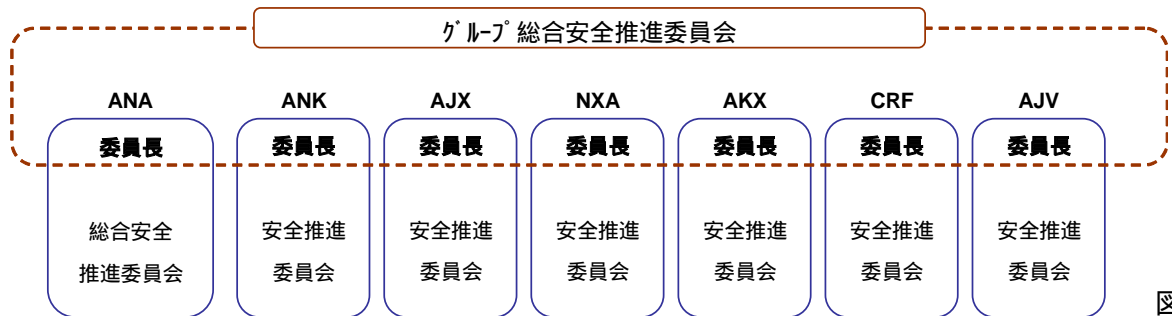 グループ総合安全推進委員会
ANA ANK AJX NXA AKX CRF AJV
委員長 委員長 委員長 委員長 委員長 委員長 委員長
総合安全 安全推進 安全推進 安全推進 安全推進 安全推進 安全推進
推進委員会 委員会 委員会 委員会 委員会 委員会 委員会
図